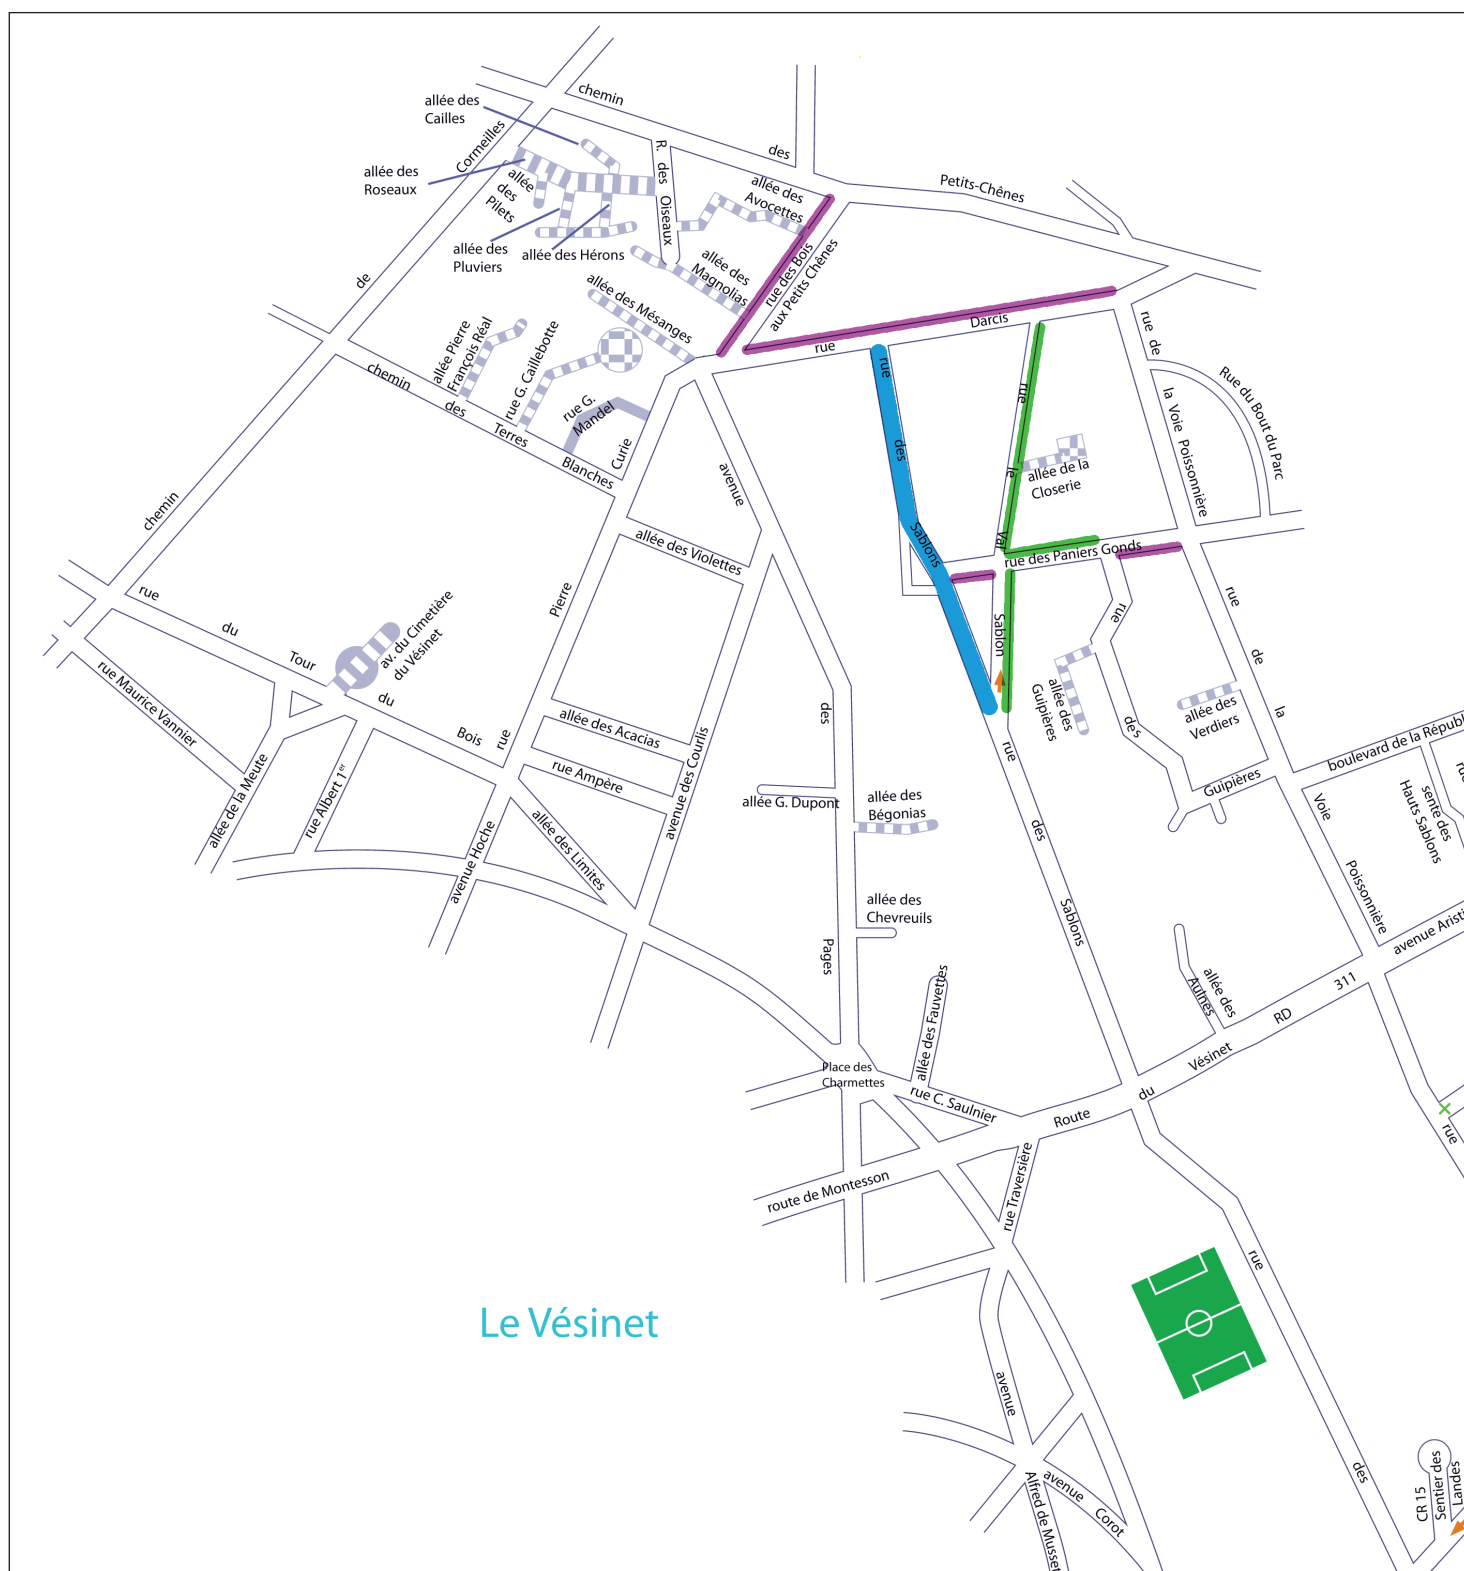 chemin
des
Petits-Chênes
allée des
Cailles
Cormeilles
de
chemin
allée des
Roseaux
allée
des
Pilets
R. des Oiseaux
allée des
Avocettes
allée des
Pluviers
allée des Hérons
allée des
Magnolias
rue des Bois
aux Petits Chênes
allée des Mésanges
allée Pierre
François Réal
rue G. Caillebotte
rue G.
Mandel
chemin
des
Terres
Blanches
Curie
Pierre
rue
rue
Darcis
rue de
la Voie Poissonnière
Rue du Bout du Parc
rue
des
Sablons
rue
le
Val
Sablon
allée de la
Closerie
rue des Paniers Gonds
avenue
des
Pages
allée des Violettes
rue
du
Tour
du
Bois
av. du Cimetière
du Vésinet
rue Maurice Vannier
allée de la Meute
rue Albert 1er
avenue Hoche
allée des Limites
allée des Acacias
rue Ampère
avenue des Courlis
allée G. Dupont
allée des
Bégonias
allée des
Chevreuils
allée des Fauvettes
rue
des
Guipières
allée des
Guipières
allée des
Verdiers
rue
de
la
Voie
Poissonnière
boulevard de la Républ
sente des
Hauts Sablons
avenue Aristi
rue
des
Sablons
allée des
Aulnes
311
RD
Vésinet
du
Route
Place des
Charmettes
rue C. Saulnier
route de Montesson
rue Traversière
rue
rue
des
Le Vésinet
avenue
Alfred de Musset
avenue
Corot
CR 15
Sentier des
Landes